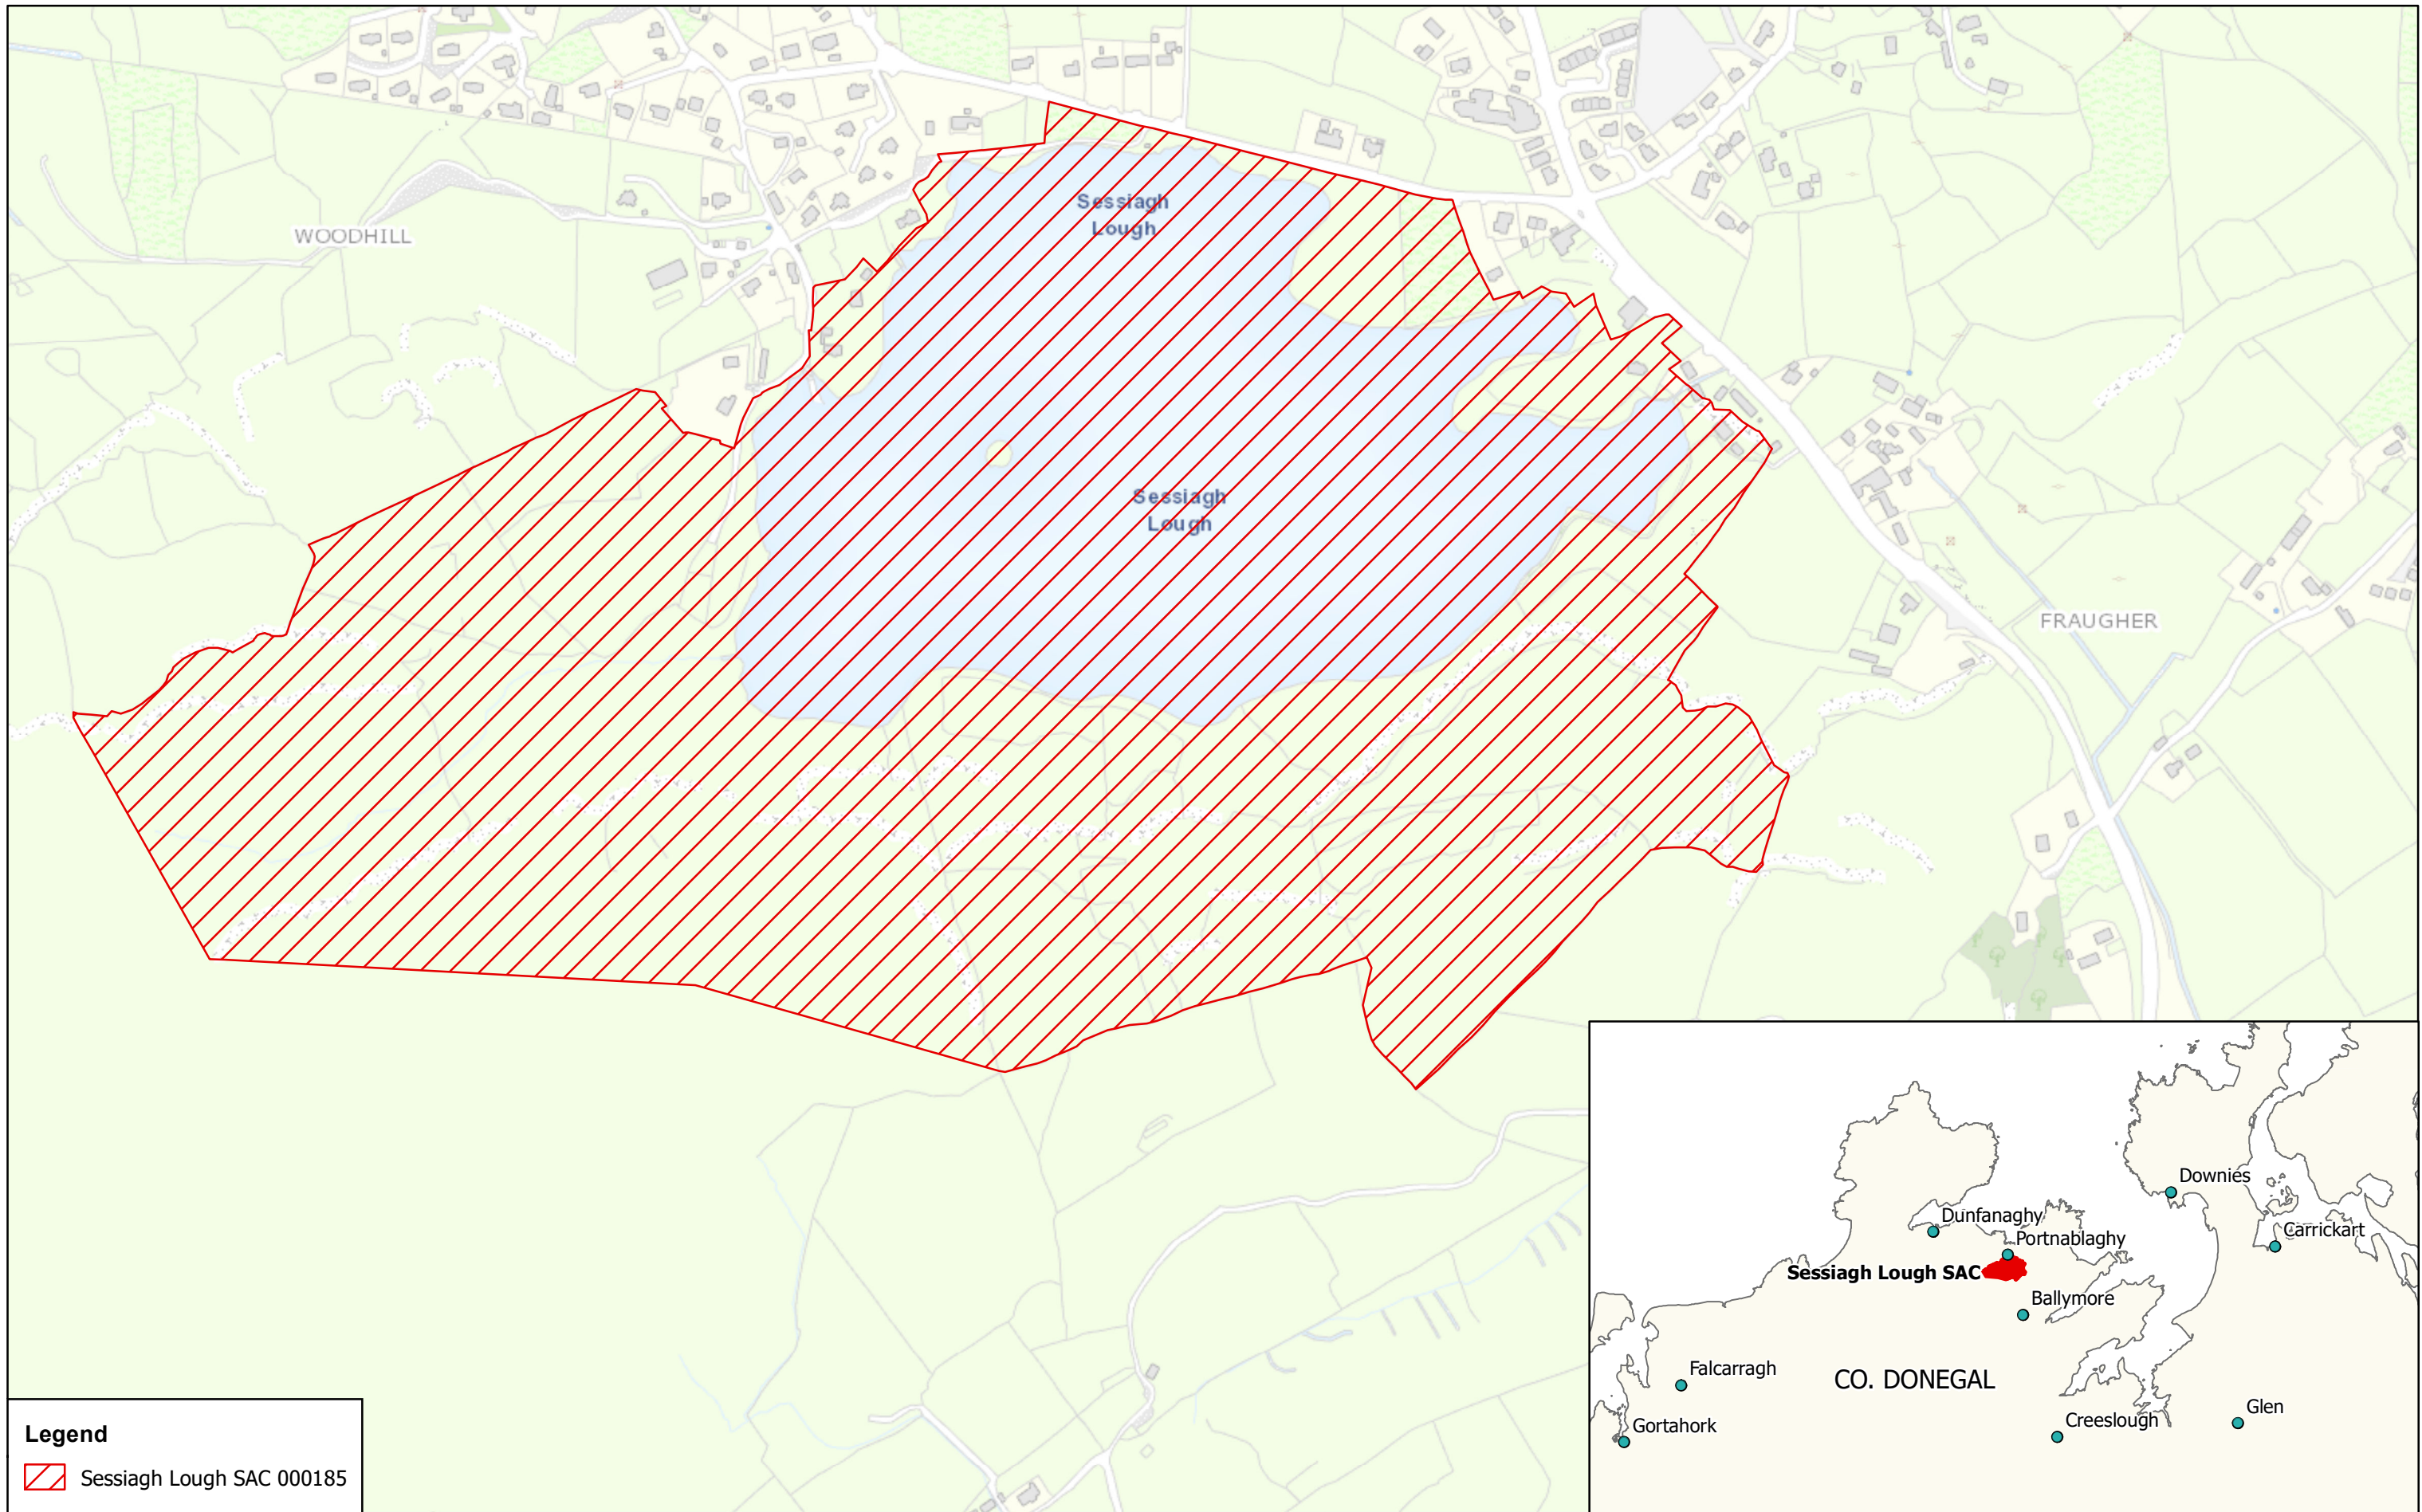 Sessiagh
Lough
WOODHILL
Sessiagh
Lough
FRAUGHER
Downies
Dunfanaghy
Carrickart
Portnablaghy
Sessiagh Lough SAC
Ballymore
Falcarragh
CO. DONEGAL
Glen
Creeslough
Gortahork
Legend
Sessiagh Lough SAC 000185